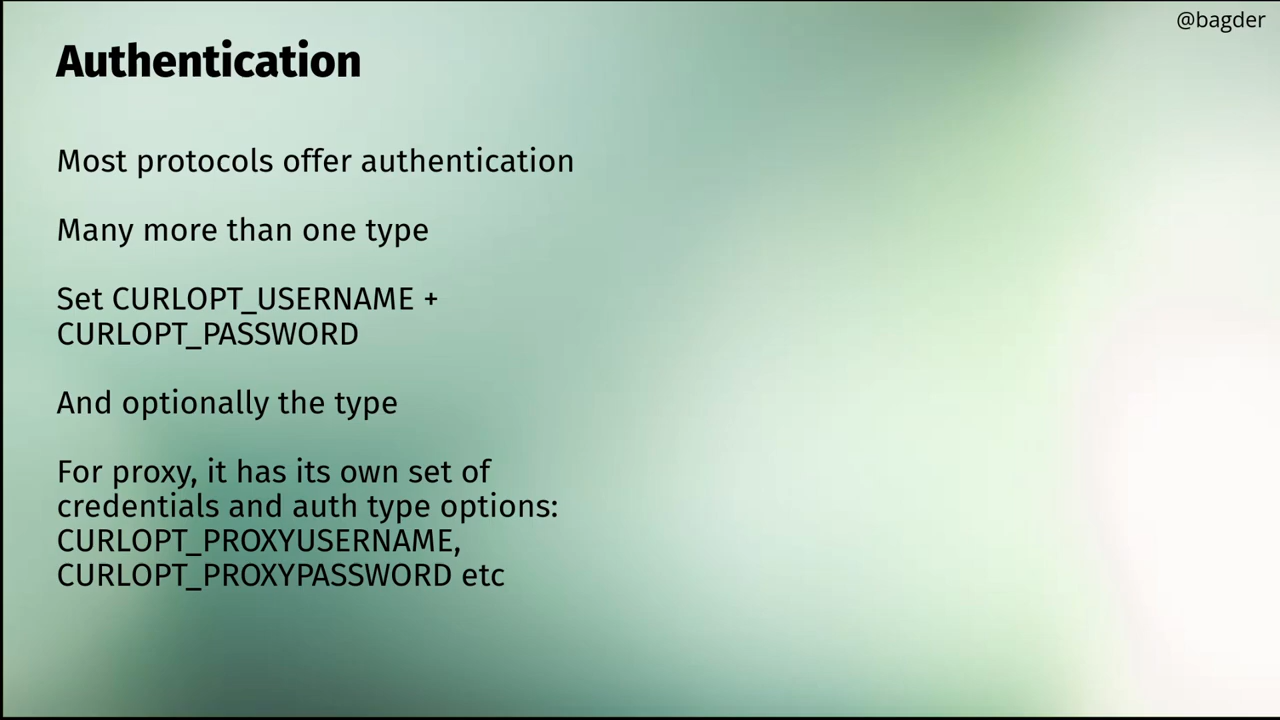 @bagder
Authentication
Most protocols offer authentication
Many more than one type
Set CURLOPT_USERNAME +
CURLOPT_PASSWORD
And optionally the type
For proxy, it has its own set of
credentials and auth type options:
CURLOPT_PROXYUSERNAME,
CURLOPT_PROXYPASSWORD etc